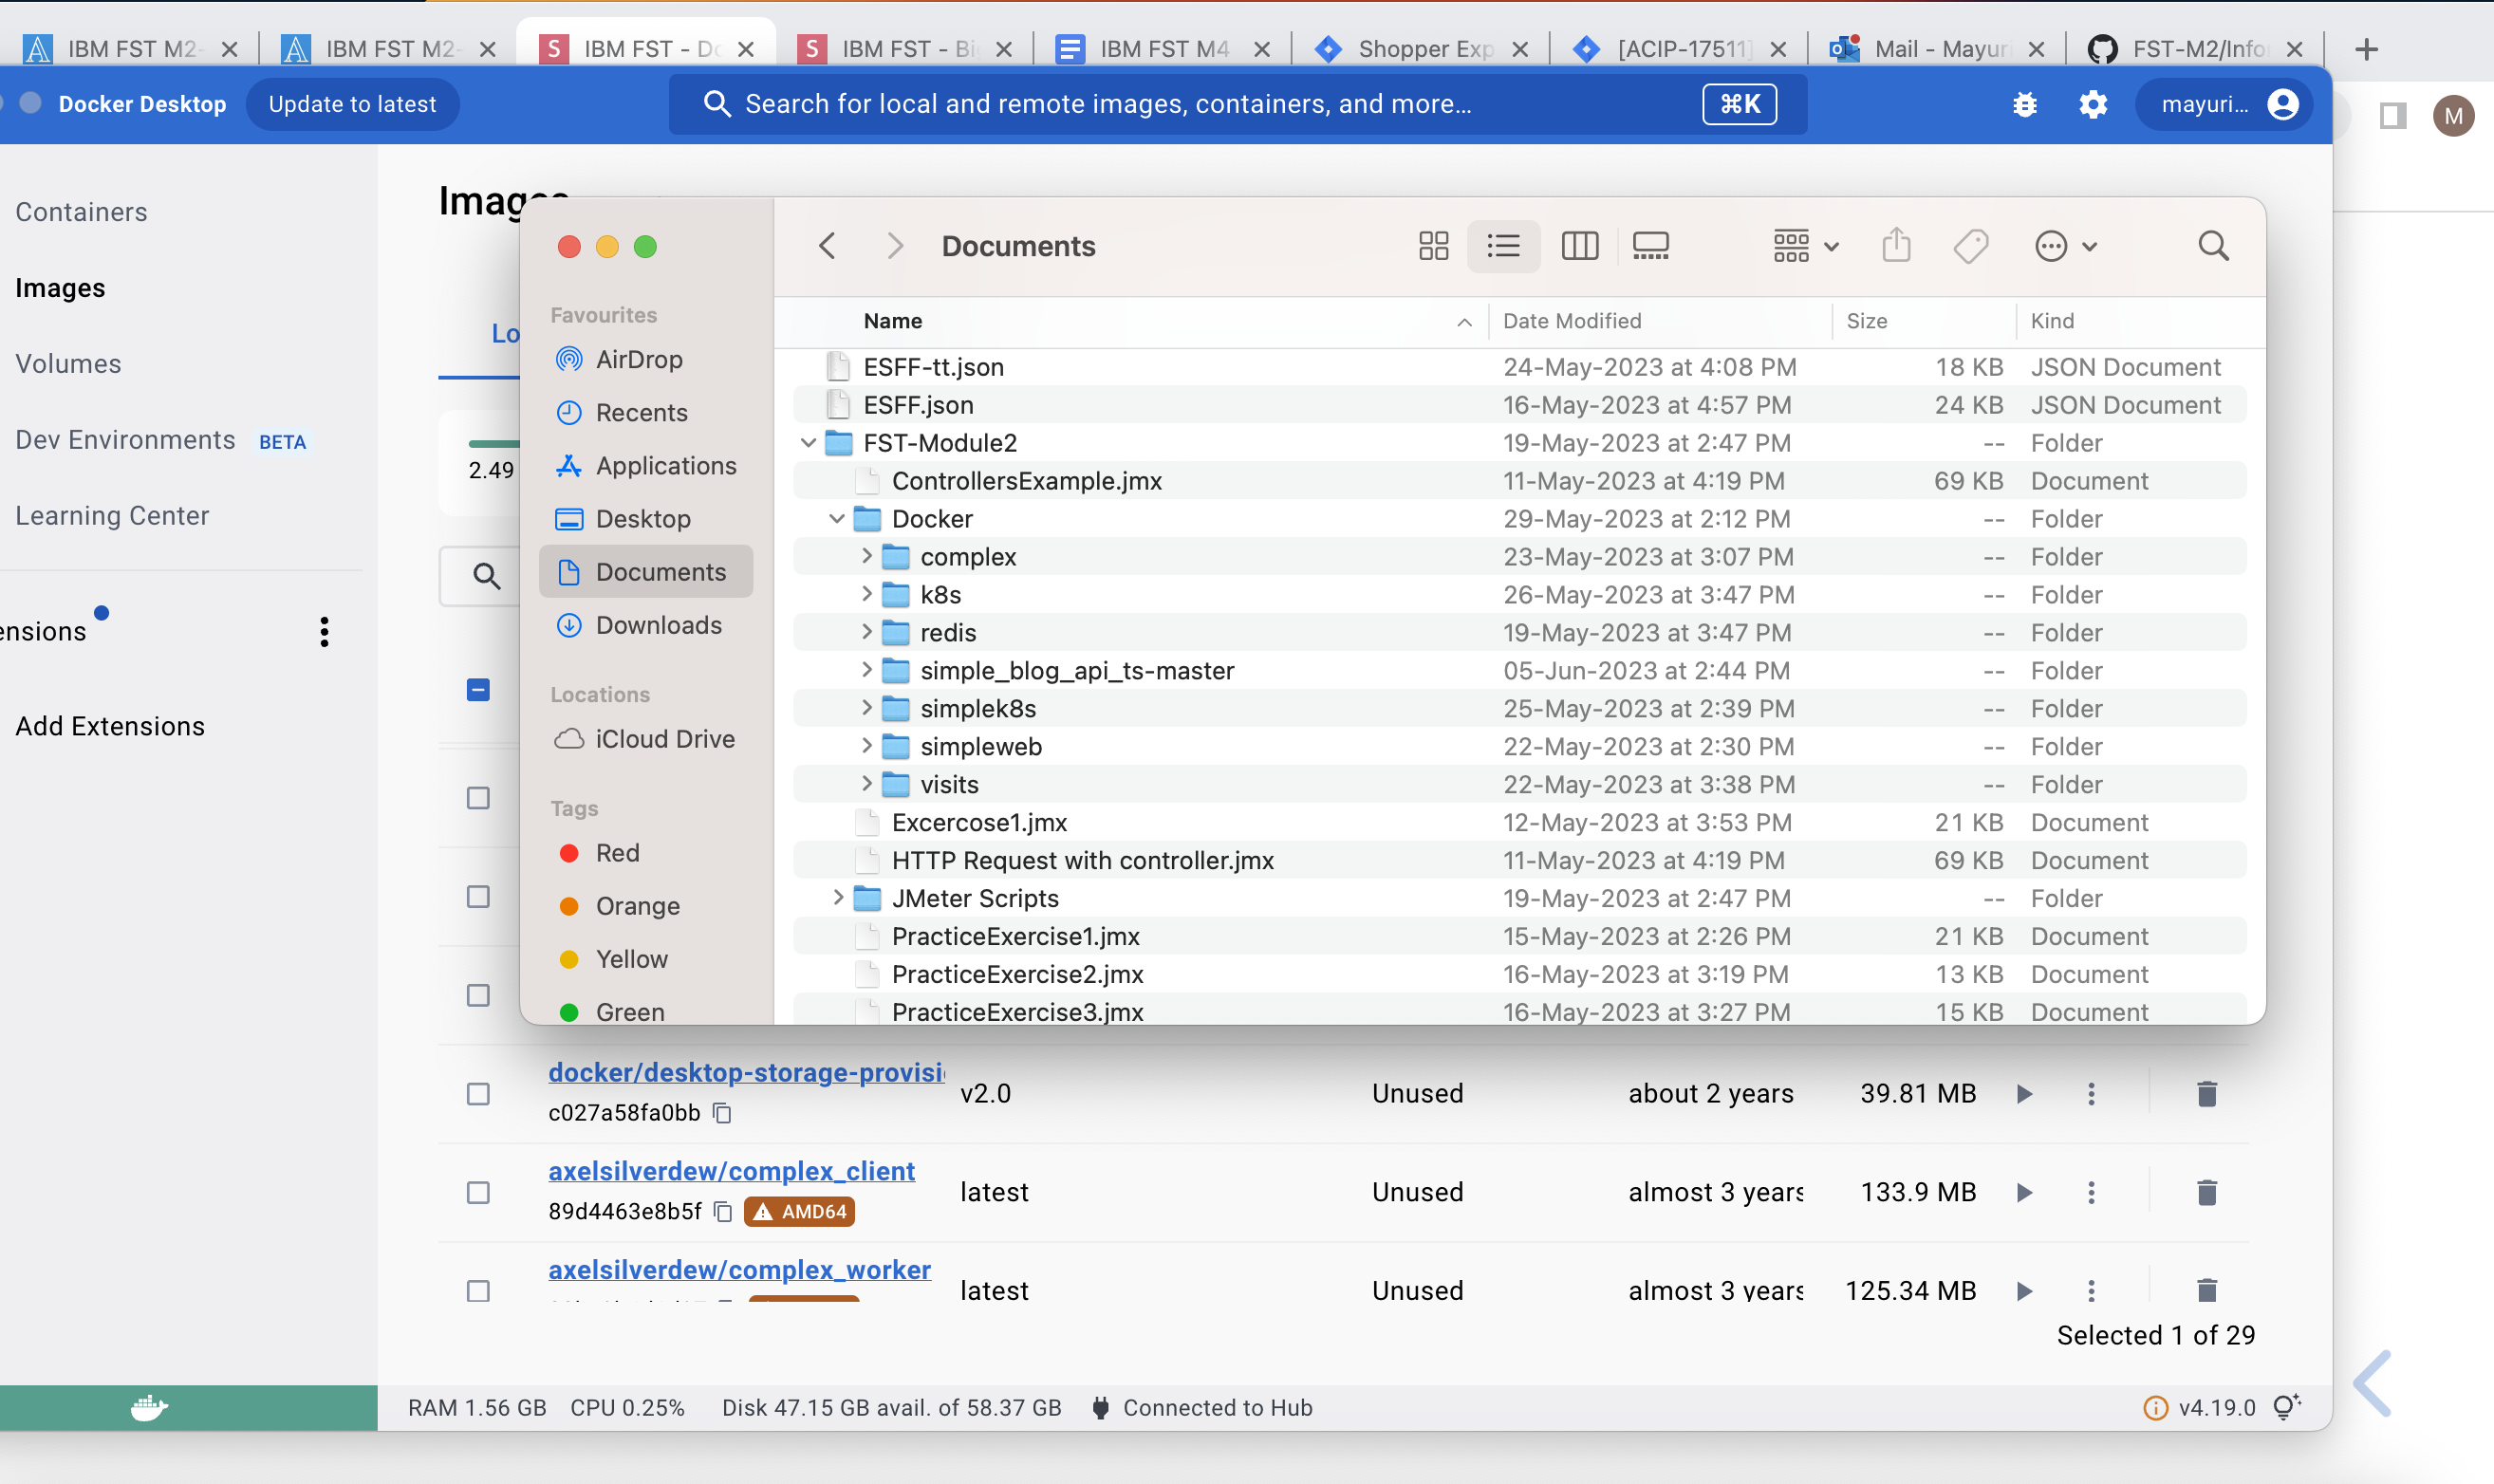 IBM FST M2-
IBM FST M2-
IBM FST - Do
IBM FST - Bi
IBM FST M4
Shopper Exp
[ACIP-17511]
Mail - Mayuri
FST-M2/Info
Docker Desktop
Update to latest
Search for local and remote images, containers, and more...
⌘K
mayuri...
M
Containers
Images
Volumes
Dev Environments BETA
Learning Center
ensions
Add Extensions
Images
Lo
2.49
Documents
Favourites
AirDrop
Recents
Applications
Desktop
Documents
Downloads
Locations
iCloud Drive
Tags
Red
Orange
Yellow
Green
Name Date Modified Size Kind
ESFF-tt.json 24-May-2023 at 4:08 PM 18 KB JSON Document
ESFF.json 16-May-2023 at 4:57 PM 24 KB JSON Document
FST-Module2 19-May-2023 at 2:47 PM -- Folder
ControllersExample.jmx 11-May-2023 at 4:19 PM 69 KB Document
Docker 29-May-2023 at 2:12 PM -- Folder
complex 23-May-2023 at 3:07 PM -- Folder
k8s 26-May-2023 at 3:47 PM -- Folder
redis 19-May-2023 at 3:47 PM -- Folder
simple_blog_api_ts-master 05-Jun-2023 at 2:44 PM -- Folder
simplek8s 25-May-2023 at 2:39 PM -- Folder
simpleweb 22-May-2023 at 2:30 PM -- Folder
visits 22-May-2023 at 3:38 PM -- Folder
Excercose1.jmx 12-May-2023 at 3:53 PM 21 KB Document
HTTP Request with controller.jmx 11-May-2023 at 4:19 PM 69 KB Document
JMeter Scripts 19-May-2023 at 2:47 PM -- Folder
PracticeExercise1.jmx 15-May-2023 at 2:26 PM 21 KB Document
PracticeExercise2.jmx 16-May-2023 at 3:19 PM 13 KB Document
PracticeExercise3.jmx 16-May-2023 at 3:27 PM 15 KB Document
docker/desktop-storage-provisi
c027a58fa0bb
v2.0 Unused about 2 years 39.81 MB
axelsilverdew/complex_client
89d4463e8b5f AMD64
latest Unused almost 3 years 133.9 MB
axelsilverdew/complex_worker
latest Unused almost 3 years 125.34 MB
Selected 1 of 29
RAM 1.56 GB CPU 0.25% Disk 47.15 GB avail. of 58.37 GB Connected to Hub
v4.19.0